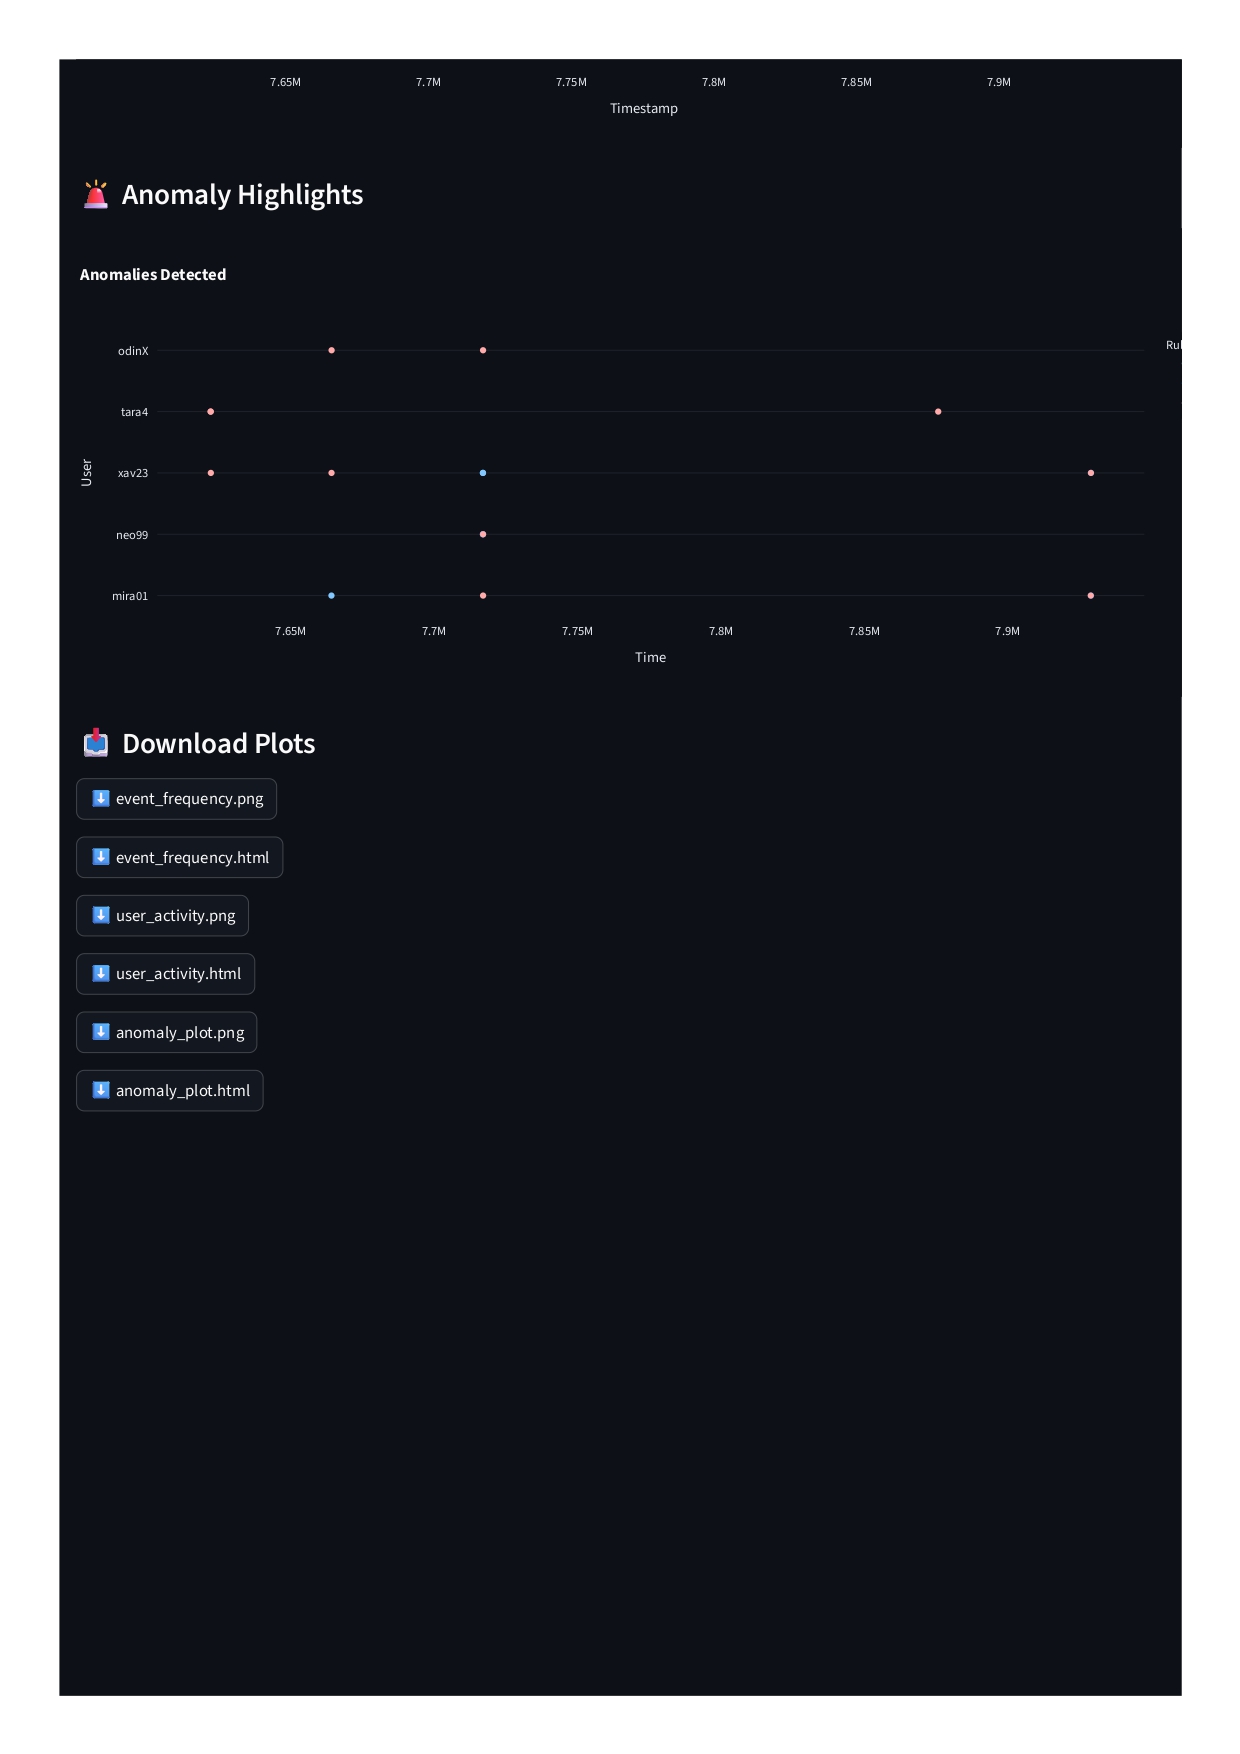 7.65M 7.7M 7.75M 7.8M 7.85M 7.9M
Timestamp
Anomaly Highlights
Anomalies Detected
odinX
tara4
xav23
neo99
mira01
User
7.65M 7.7M 7.75M 7.8M 7.85M 7.9M
Time
Download Plots
event_frequency.png
event_frequency.html
user_activity.png
user_activity.html
anomaly_plot.png
anomaly_plot.html